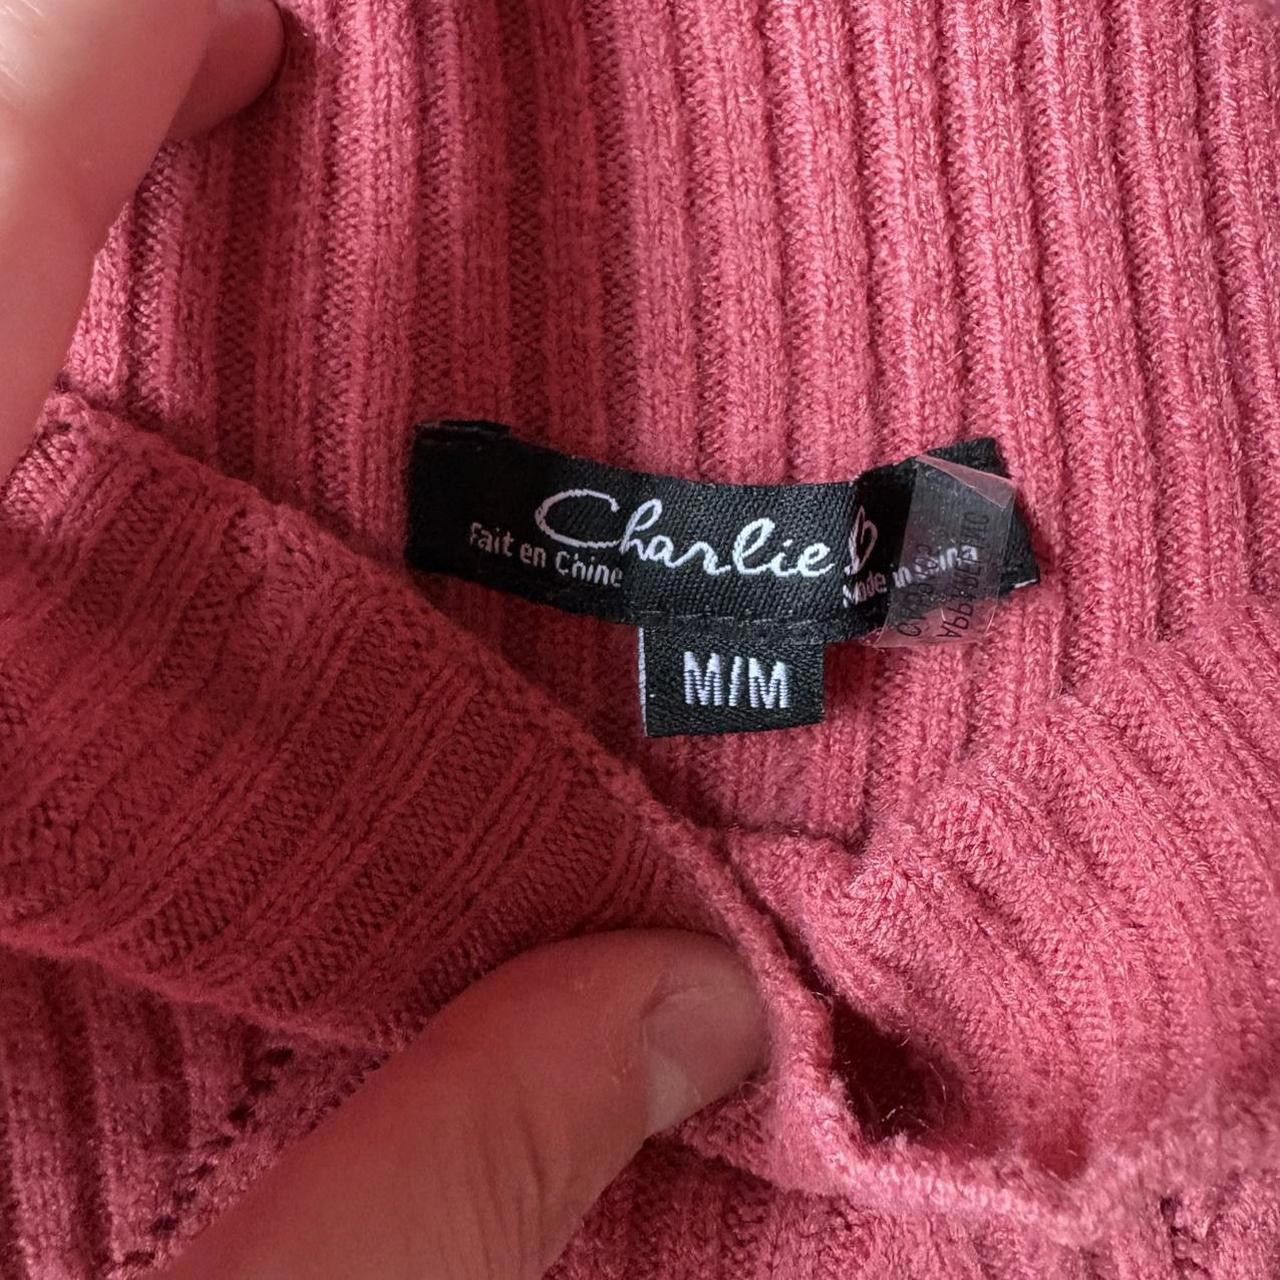 Charlie B
Fait en Chine Made in China
M/M